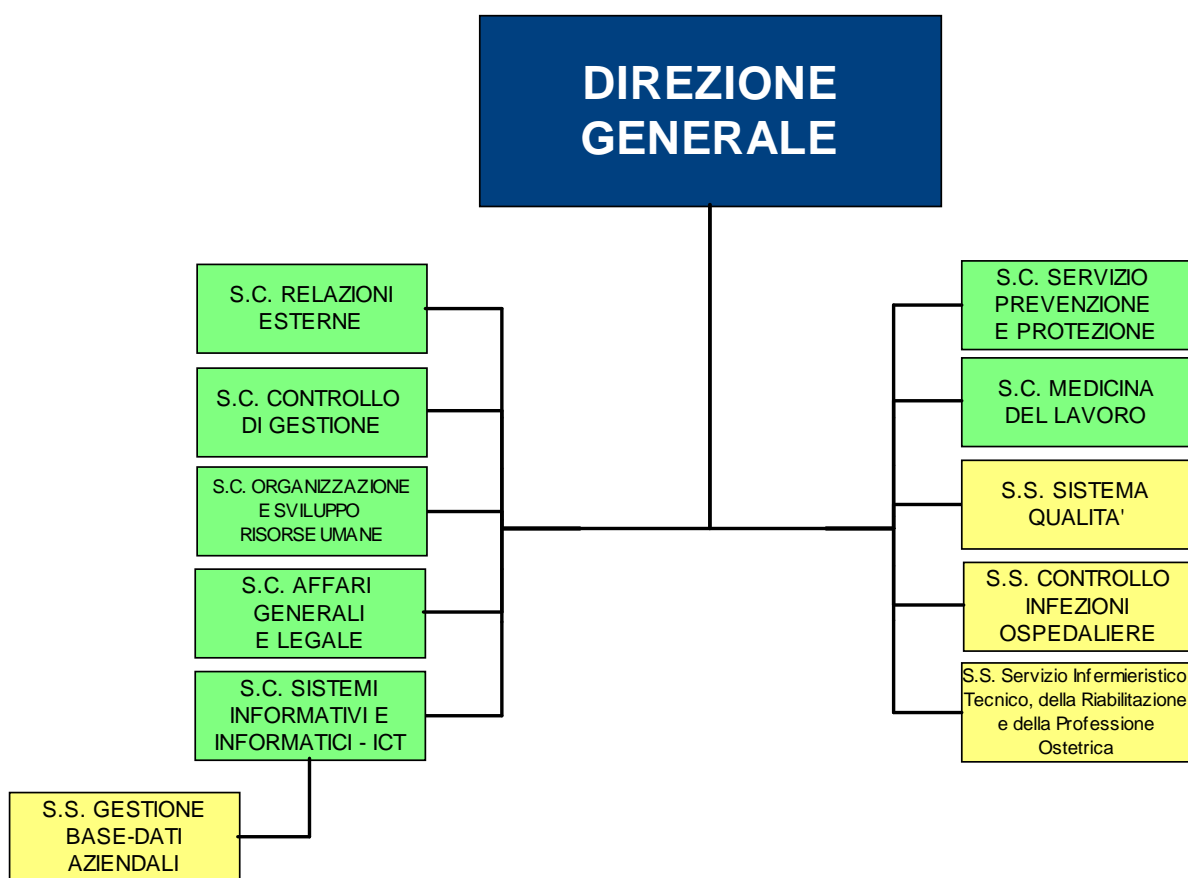 DIREZIONE
GENERALE
S.C. RELAZIONI
ESTERNE
S.C. CONTROLLO
DI GESTIONE
S.C. ORGANIZZAZIONE
E SVILUPPO
RISORSE UMANE
S.C. AFFARI
GENERALI
E LEGALE
S.C. SISTEMI
INFORMATIVI E
INFORMATICI - ICT
S.S. GESTIONE
BASE-DATI
AZIENDALI
S.C. SERVIZIO
PREVENZIONE
E PROTEZIONE
S.C. MEDICINA
DEL LAVORO
S.S. SISTEMA
QUALITA'
S.S. CONTROLLO
INFEZIONI
OSPEDALIERE
S.S. Servizio Infermieristico
Tecnico, della Riabilitazione
e della Professione
Ostetrica